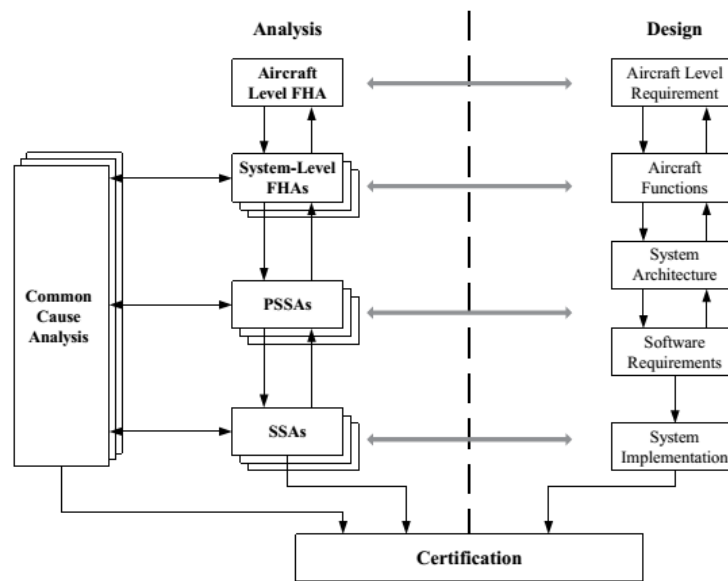 Analysis
Design
Aircraft
Level FHA
Aircraft Level
Requirement
System-Level
FHAs
Aircraft
Functions
System
Architecture
Common
Cause
Analysis
PSSAs
Software
Requirements
SSAs
System
Implementation
Certification